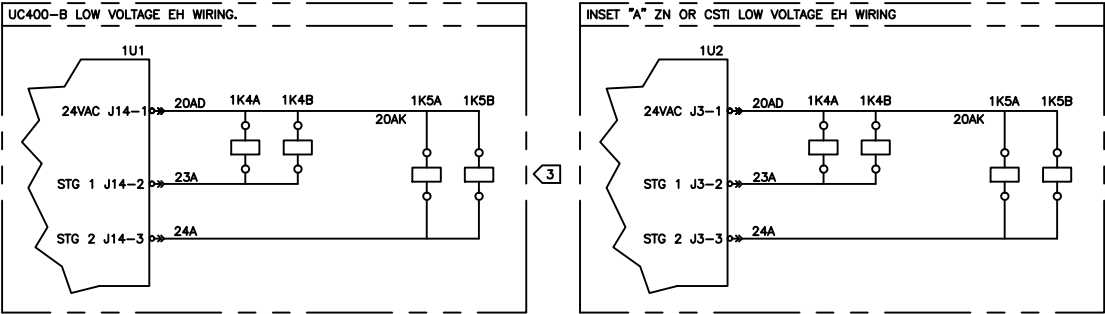 UC400-B LOW VOLTAGE EH WIRING.
1U1
24VAC J14-1
20AD
1K4A
1K4B
1K5A
1K5B
20AK
STG 1 J14-2
23A
STG 2 J14-3
24A
3
INSET "A" ZN OR CSTI LOW VOLTAGE EH WIRING
1U2
24VAC J3-1
20AD
1K4A
1K4B
1K5A
1K5B
20AK
STG 1 J3-2
23A
STG 2 J3-3
24A